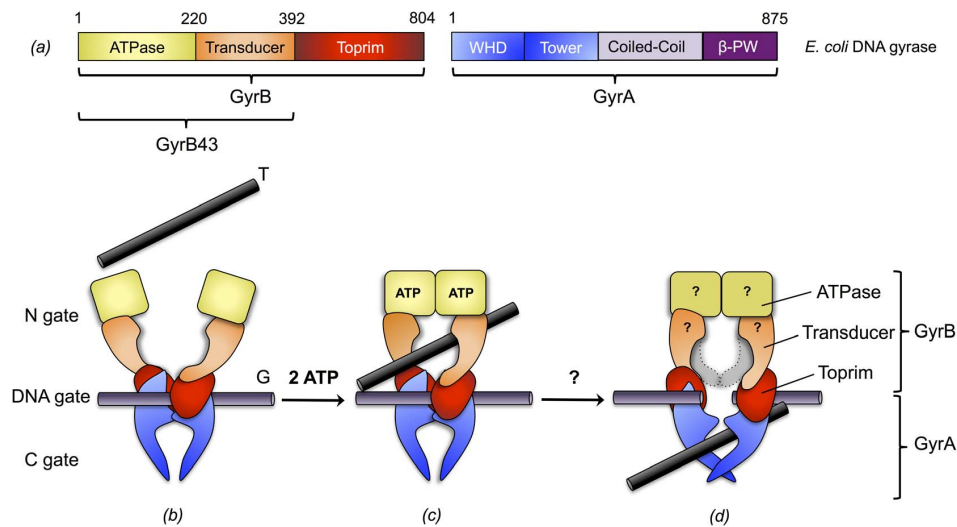 1 220 392 804 1 875
(a) ATPase Transducer Toprim WHD Tower Coiled-Coil β-PW E. coli DNA gyrase
GyrB GyrA
GyrB43
T
N gate
ATP ATP
? ?
ATPase
? ?
Transducer
GyrB
G
2 ATP
?
Toprim
DNA gate
GyrA
C gate
(b) (c) (d)